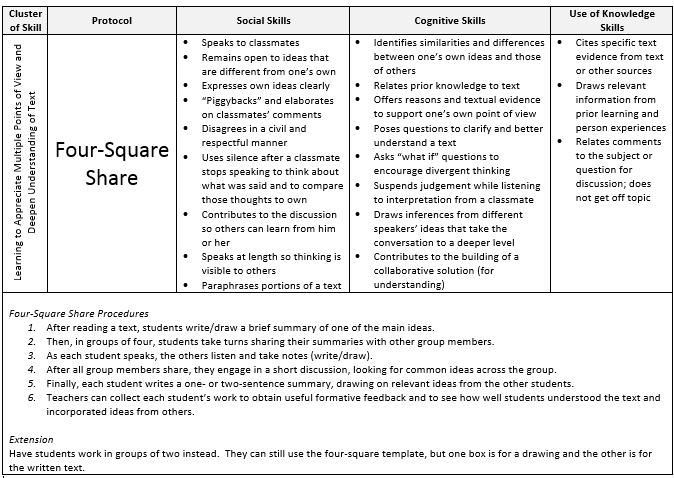 Cluster
of Skill
Protocol
Social Skills
Cognitive Skills
Use of Knowledge
Skills
Learning to Appreciate Multiple Points of View and
Deepen Understanding of Text
Four-Square
Share
• Speaks to classmates
• Remains open to ideas that
are different from one’s own
• Expresses own ideas clearly
• “Piggybacks” and elaborates
on classmates’ comments
• Disagrees in a civil and
respectful manner
• Uses silence after a classmate
stops speaking to think about
what was said and to compare
those thoughts to own
• Contributes to the discussion
so others can learn from him
or her
• Speaks at length so thinking is
visible to others
• Paraphrases portions of a text
• Identifies similarities and differences
between one’s own ideas and those
of others
• Relates prior knowledge to text
• Offers reasons and textual evidence
to support one’s own point of view
• Poses questions to clarify and better
understand a text
• Asks “what if” questions to
encourage divergent thinking
• Suspends judgement while listening
to interpretation from a classmate
• Draws inferences from different
speakers’ ideas that take the
conversation to a deeper level
• Contributes to the building of a
collaborative solution (for
understanding)
• Cites specific text
evidence from text
or other sources
• Draws relevant
information from
prior learning and
person experiences
• Relates comments
to the subject or
question for
discussion; does
not get off topic
Four-Square Share Procedures
1. After reading a text, students write/draw a brief summary of one of the main ideas.
2. Then, in groups of four, students take turns sharing their summaries with other group members.
3. As each student speaks, the others listen and take notes (write/draw).
4. After all group members share, they engage in a short discussion, looking for common ideas across the group.
5. Finally, each student writes a one- or two-sentence summary, drawing on relevant ideas from the other students.
6. Teachers can collect each student’s work to obtain useful formative feedback and to see how well students understood the text and
incorporated ideas from others.
Extension
Have students work in groups of two instead. They can still use the four-square template, but one box is for a drawing and the other is for
the written text.